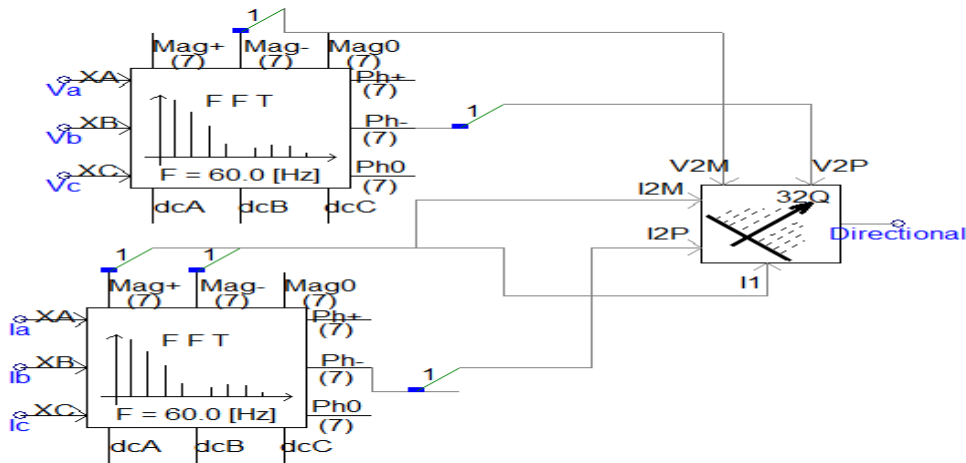 1
Mag+ Mag- Mag0
(7) (7) (7)
Va XA Ph+
(7)
F F T
1
Vb XB Ph-
(7)
Vc XC Ph0
F = 60.0 [Hz] (7)
dcA dcB dcC
V2M V2P
I2M 32Q
I2P Directional
I1
1 1
Mag+ Mag- Mag0
(7) (7) (7)
Ia XA Ph+
(7)
F F T
Ib XB Ph-
(7) 1
Ic XC Ph0
F = 60.0 [Hz] (7)
dcA dcB dcC